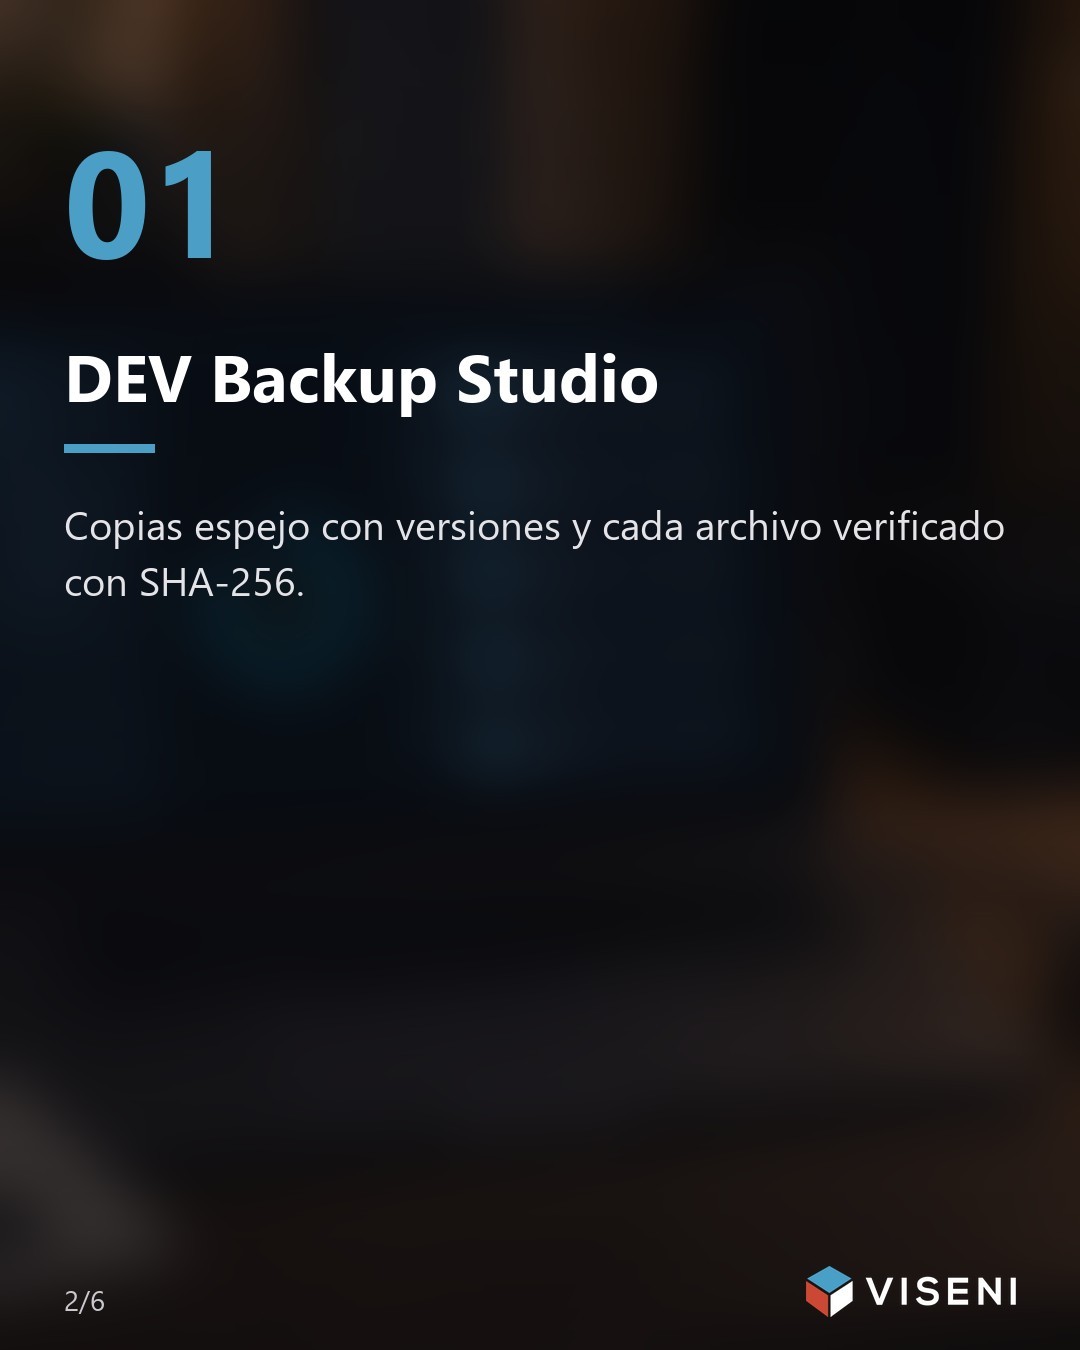 01
DEV Backup Studio
Copias espejo con versiones y cada archivo verificado
con SHA-256.
2/6
VISENI